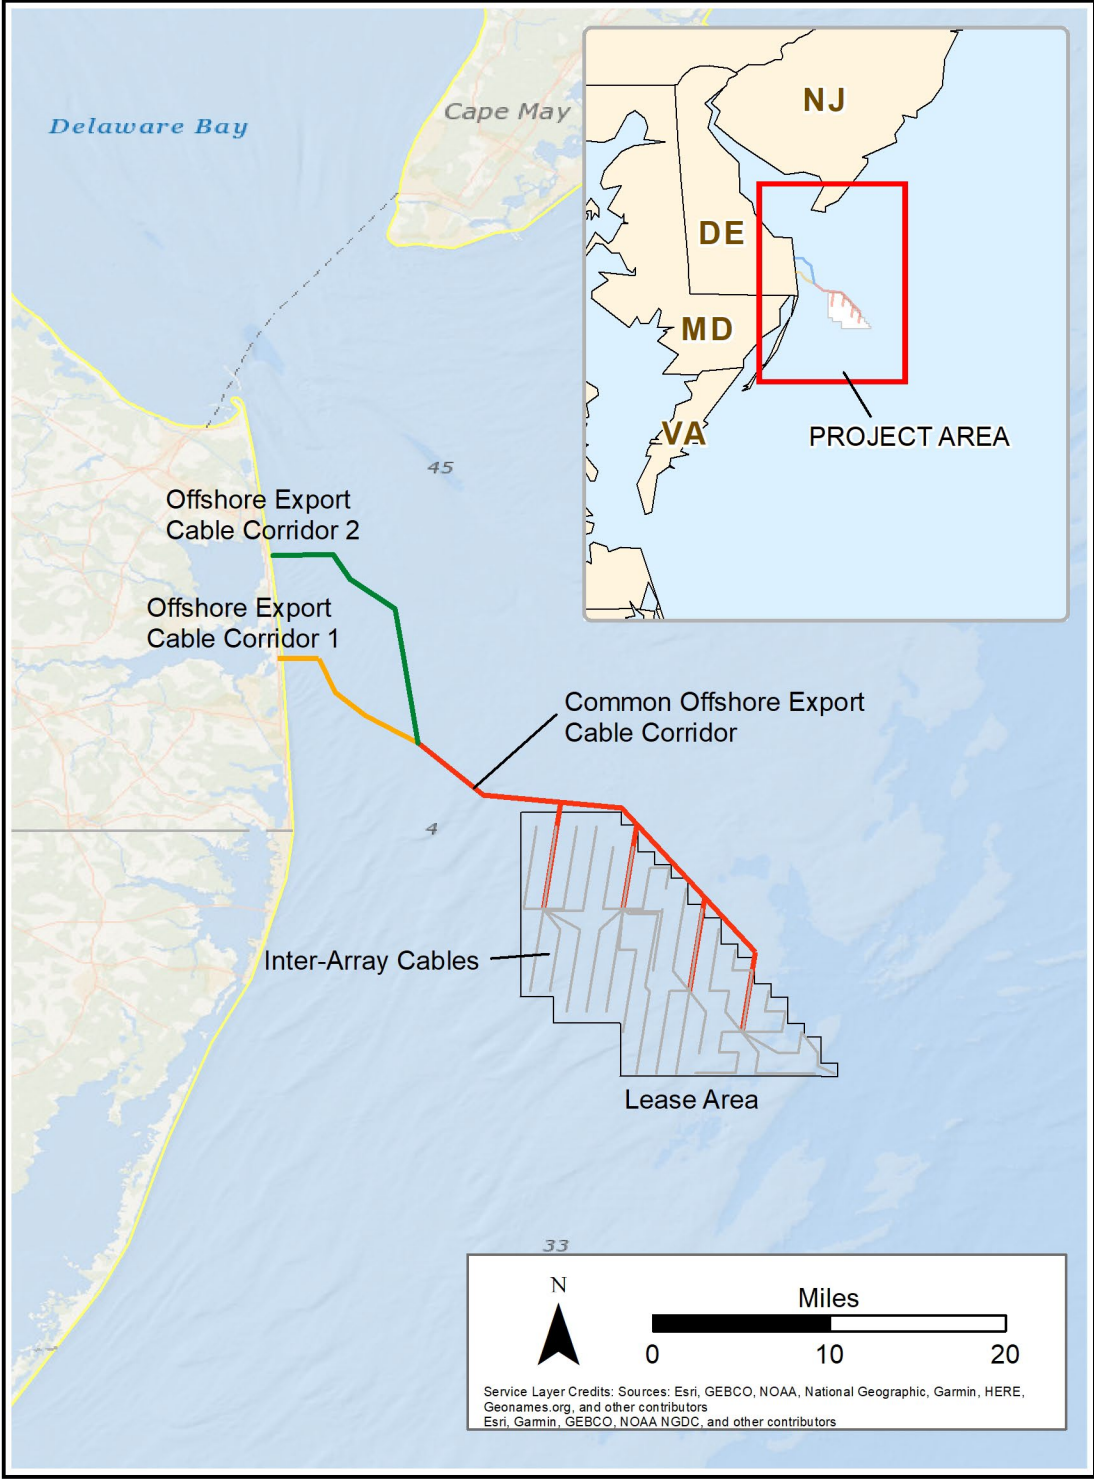 Delaware Bay
Cape May
NJ
DE
MD
VA
PROJECT AREA
45
Offshore Export
Cable Corridor 2
Offshore Export
Cable Corridor 1
Common Offshore Export
Cable Corridor
4
Inter-Array Cables
Lease Area
33
N
Miles
0 10 20
Service Layer Credits: Sources: Esri, GEBCO, NOAA, National Geographic, Garmin, HERE,
Geonames.org, and other contributors
Esri, Garmin, GEBCO, NOAA NGDC, and other contributors